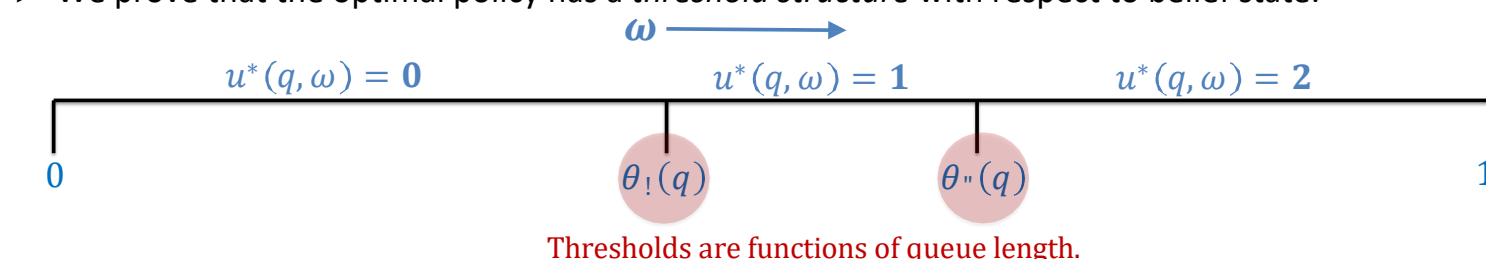 ➢ We prove that the optimal policy has a threshold structure with respect to belief state.
ω
u*(q, ω) = 0 u*(q, ω) = 1 u*(q, ω) = 2
0 θ!(q) θ"(q) 1
Thresholds are functions of queue length.